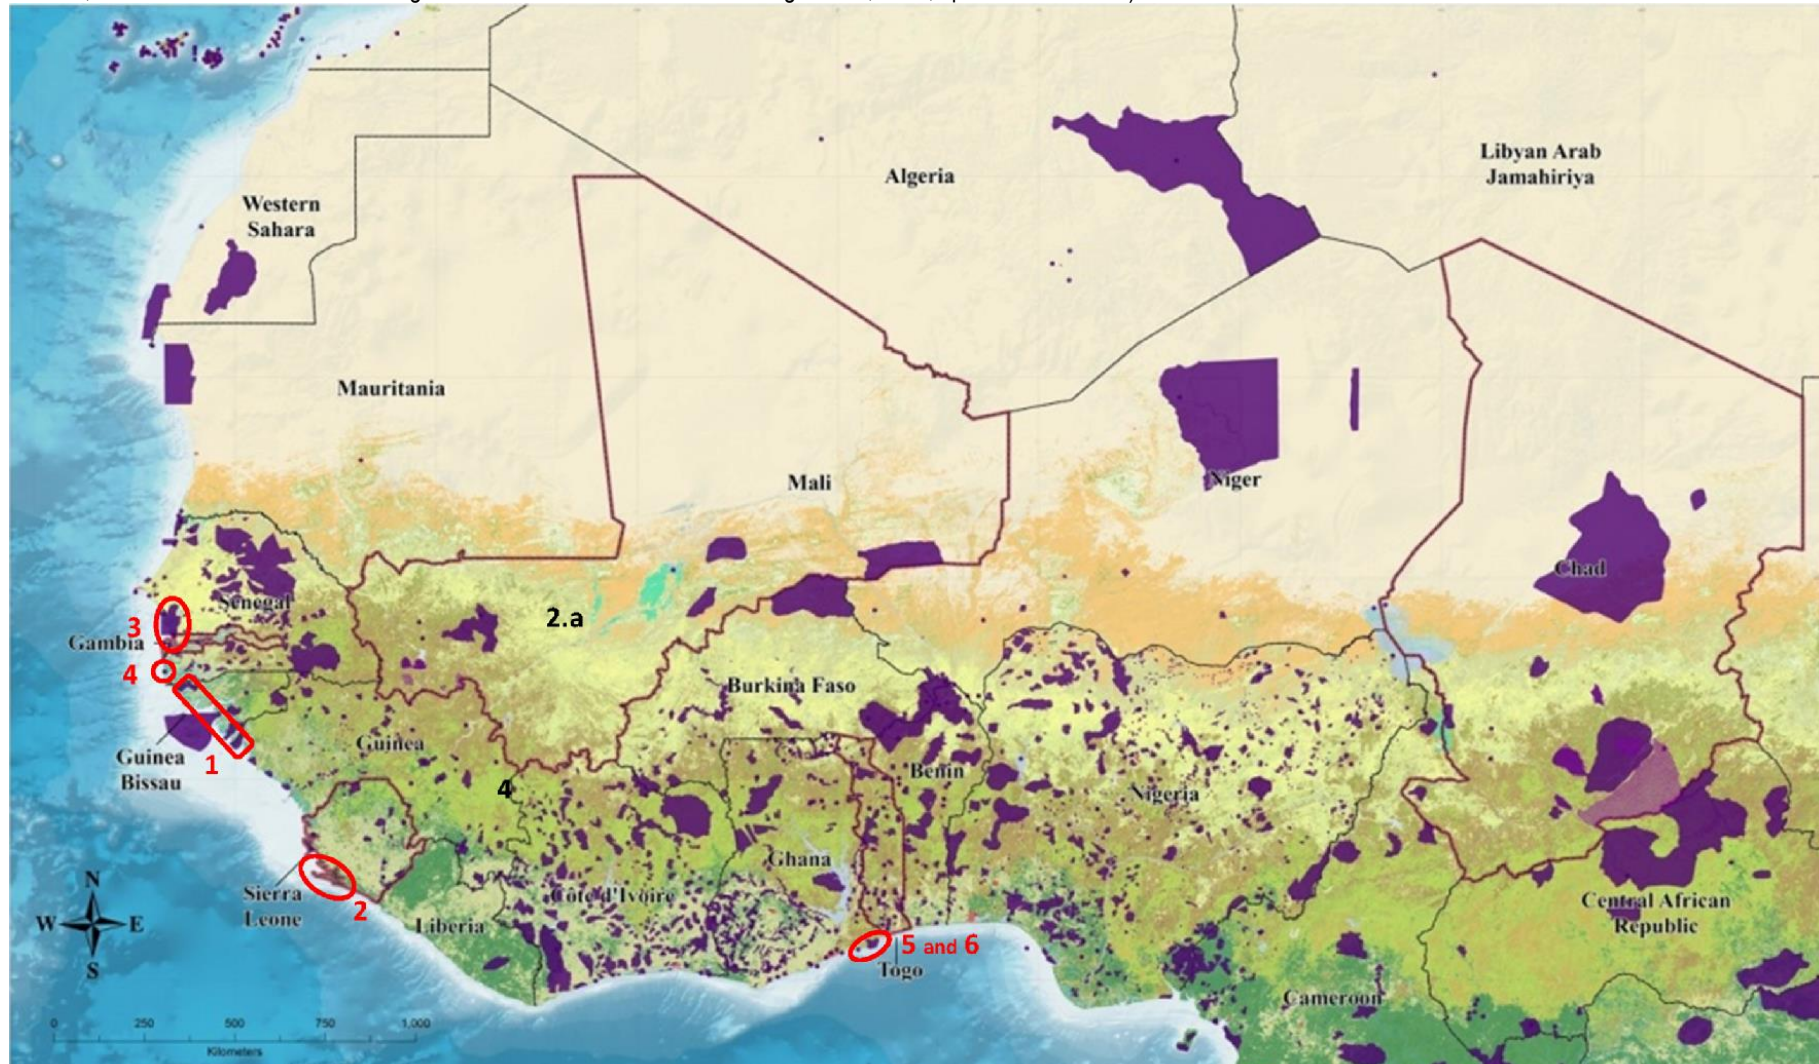 Algeria
Libyan Arab
Jamahiriya
Western
Sahara
Mauritania
Mali
Niger
Chad
Senegal
3
Gambia
2.a
4
Burkina Faso
Guinea
Bissau
1
Guinea
4
Benin
Nigeria
Ghana
Sierra
Leone
2
Côte d'Ivoire
Liberia
Central African
Republic
5 and 6
Togo
Cameroon
N
W
E
S
0 250 500 750 1,000
Kilometers